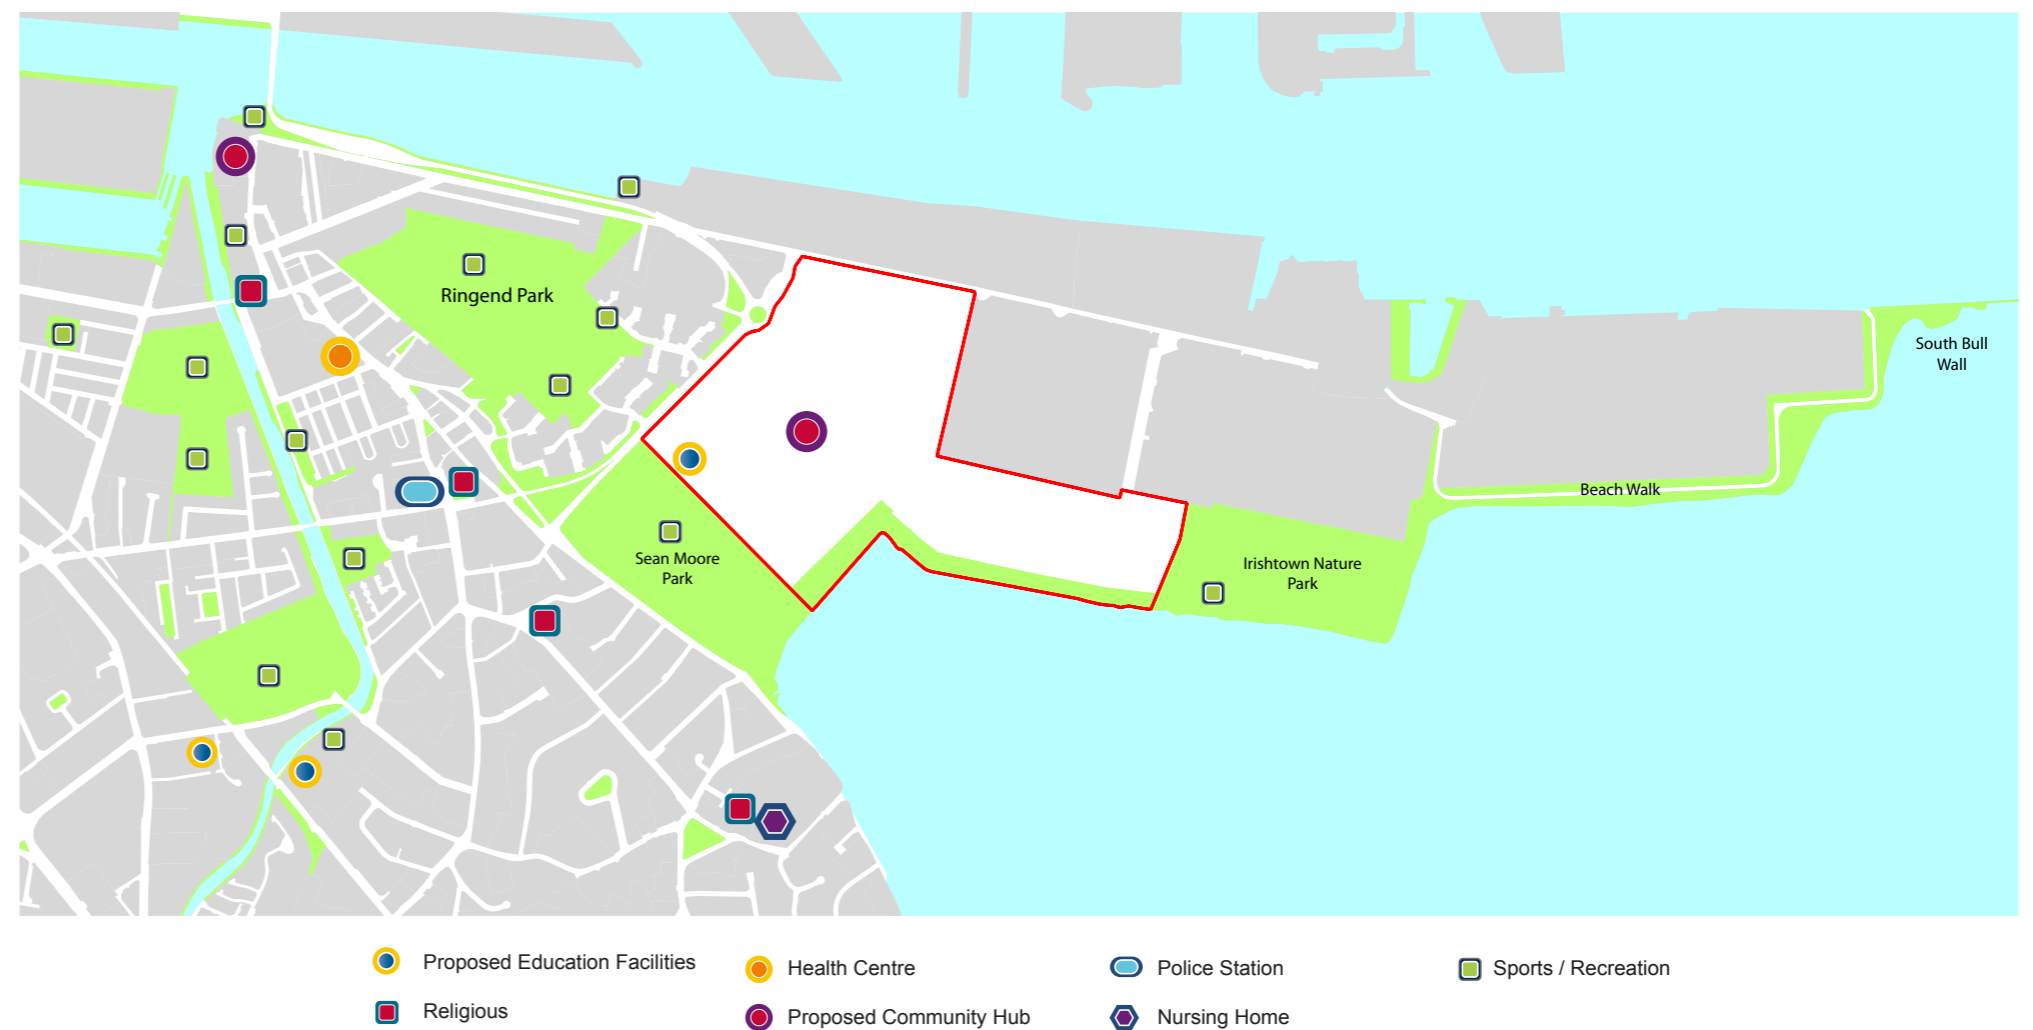 Ringend Park
South Bull
Wall
Beach Walk
Sean Moore
Park
Irishtown Nature
Park
Proposed Education Facilities
Health Centre
Police Station
Sports / Recreation
Religious
Proposed Community Hub
Nursing Home